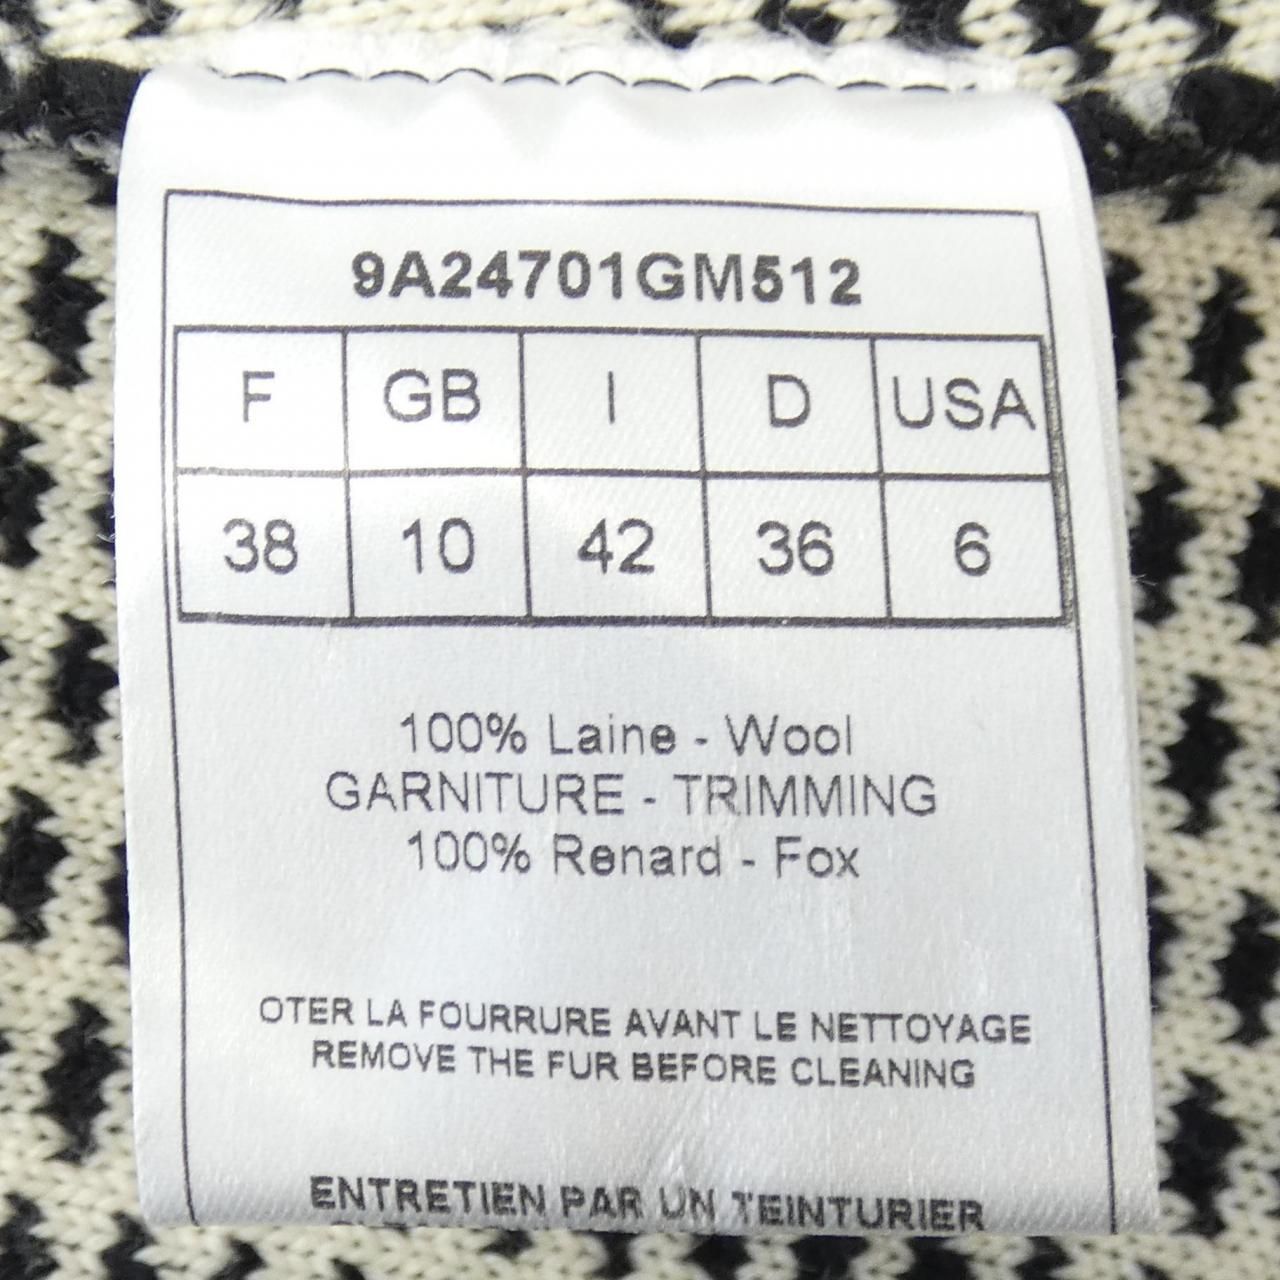 9A24701GM512
F GB I D USA
38 10 42 36 6
100% Laine - Wool
GARNITURE - TRIMMING
100% Renard - Fox
OTER LA FOURRURE AVANT LE NETTOYAGE
REMOVE THE FUR BEFORE CLEANING
ENTRETIEN PAR UN TEINTURIER